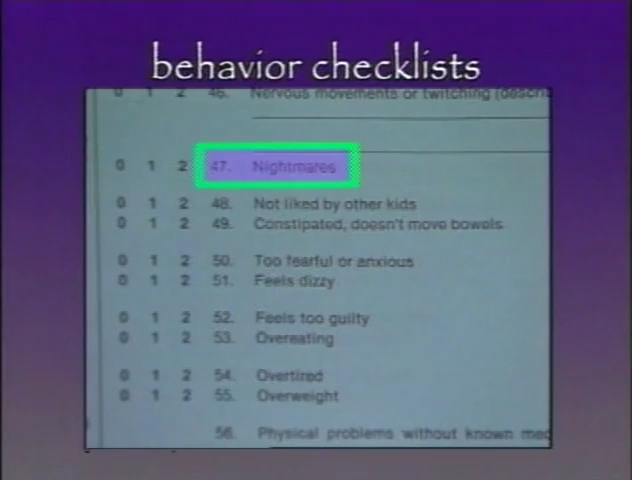 behavior checklists
0 1 2 46. Nervous movements or twitching (descri
0 1 2 47. Nightmares
0 1 2 48. Not liked by other kids
0 1 2 49. Constipated, doesn't move bowels
0 1 2 50. Too fearful or anxious
0 1 2 51. Feels dizzy
0 1 2 52. Feels too guilty
0 1 2 53. Overeating
0 1 2 54. Overtired
0 1 2 55. Overweight
56. Physical problems without known med